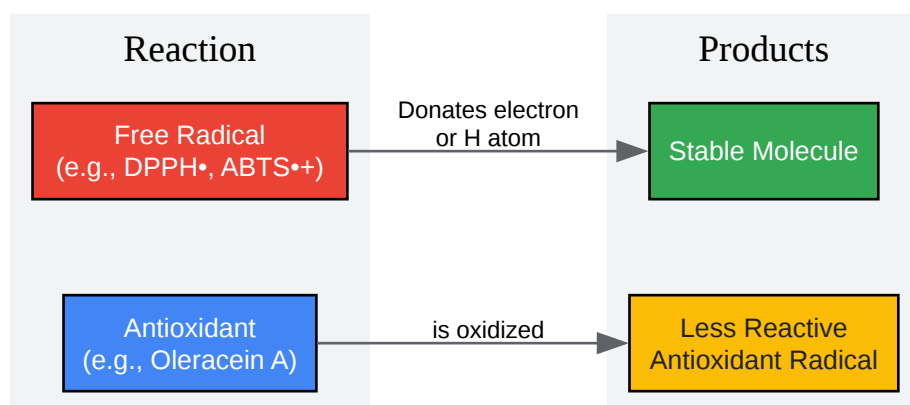 Reaction
Products
Free Radical
(e.g., DPPH•, ABTS•+)
Donates electron
or H atom
Stable Molecule
Antioxidant
(e.g., Oleracein A)
is oxidized
Less Reactive
Antioxidant Radical